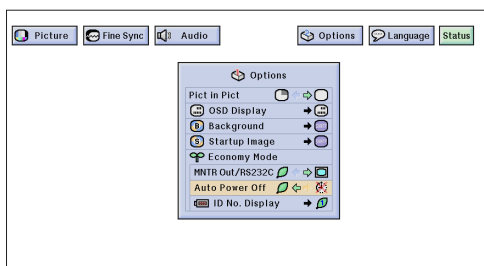 Picture
Fine Sync
Audio
Options
Language
Status
Options
Pict in Pict
OSD Display
B Background
S Startup Image
Economy Mode
MNTR Out/RS232C
Auto Power Off
ID No. Display